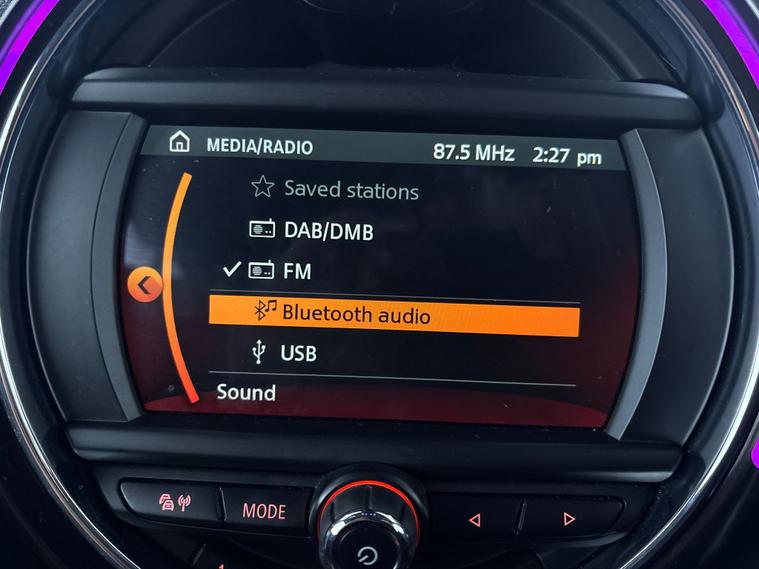 MEDIA/RADIO 87.5 MHz 2:27 pm
Saved stations
DAB/DMB
FM
Bluetooth audio
USB
Sound
MODE